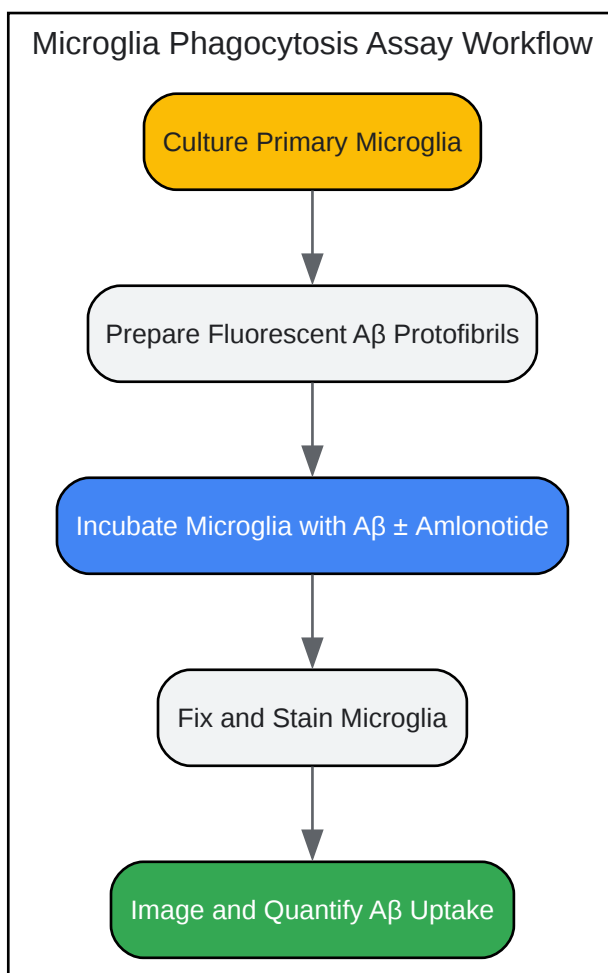 Microglia Phagocytosis Assay Workflow
Culture Primary Microglia
Prepare Fluorescent Aβ Protofibrils
Incubate Microglia with Aβ ± Amlonotide
Fix and Stain Microglia
Image and Quantify Aβ Uptake